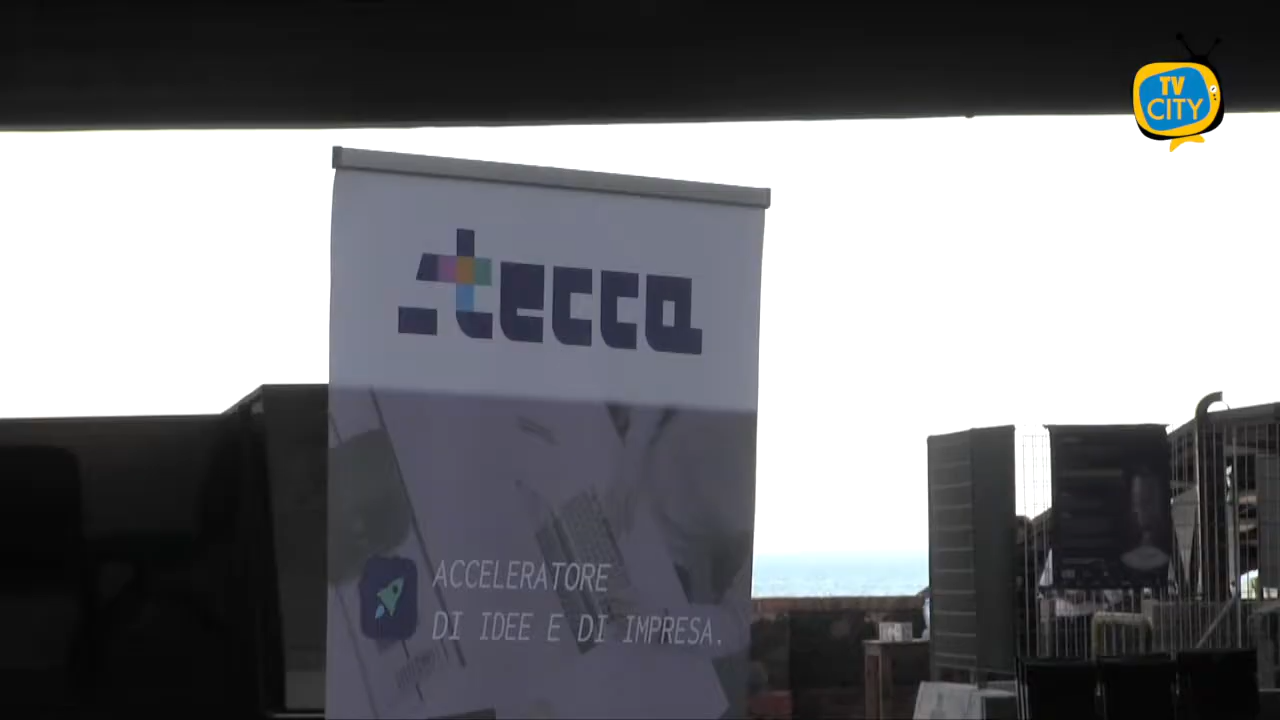 TV
CITY
tecca
ACCELERATORE
DI IDEE E DI IMPRESA.